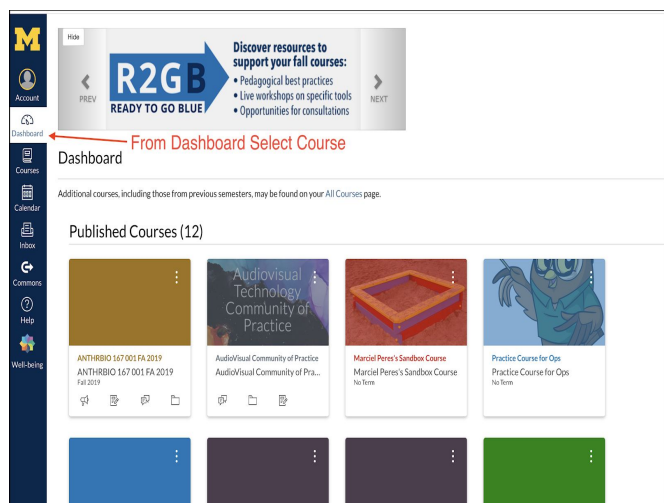 M
Account
Dashboard
Courses
Calendar
Inbox
Commons
Help
Well-being
Hide
PREV
R2GB
READY TO GO BLUE
Discover resources to
support your fall courses:
• Pedagogical best practices
• Live workshops on specific tools
• Opportunities for consultations
NEXT
From Dashboard Select Course
Dashboard
Additional courses, including those from previous semesters, may be found on your All Courses page.
Published Courses (12)
ANTHRBIO 167 001 FA 2019
ANTHRBIO 167 001 FA 2019
Fall 2019
Audiovisual
Technology
Community of
Practice
AudioVisual Community of Practice
AudioVisual Community of Pra...
Marciel Peres's Sandbox Course
Marciel Peres's Sandbox Course
No Term
Practice Course for Ops
Practice Course for Ops
No Term